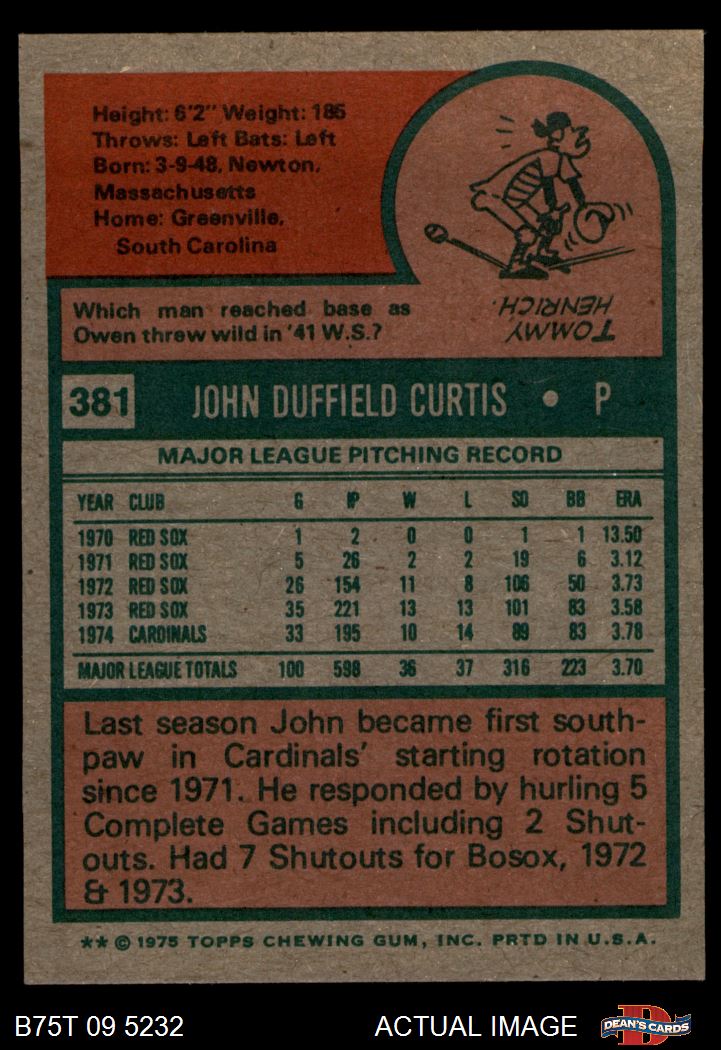 Height: 6'2" Weight: 185
Throws: Left Bats: Left
Born: 3-9-48, Newton,
Massachusetts
Home: Greenville,
South Carolina
Which man reached base as
Owen threw wild in '41 W.S.?
TOMMY
HENRICH.
381 JOHN DUFFIELD CURTIS • P
MAJOR LEAGUE PITCHING RECORD
YEAR CLUB G IP W L SO BB ERA
1970 RED SOX 1 2 0 0 1 1 13.50
1971 RED SOX 5 26 2 2 19 6 3.12
1972 RED SOX 26 154 11 8 106 50 3.73
1973 RED SOX 35 221 13 13 101 83 3.58
1974 CARDINALS 33 195 10 14 89 83 3.78
MAJOR LEAGUE TOTALS 100 598 36 37 316 223 3.70
Last season John became first south-
paw in Cardinals' starting rotation
since 1971. He responded by hurling 5
Complete Games including 2 Shut-
outs. Had 7 Shutouts for Bosox, 1972
& 1973.
** © 1975 TOPPS CHEWING GUM, INC. PRTD IN U.S.A.
B75T 09 5232 ACTUAL IMAGE
D
DEAN'S CARDS